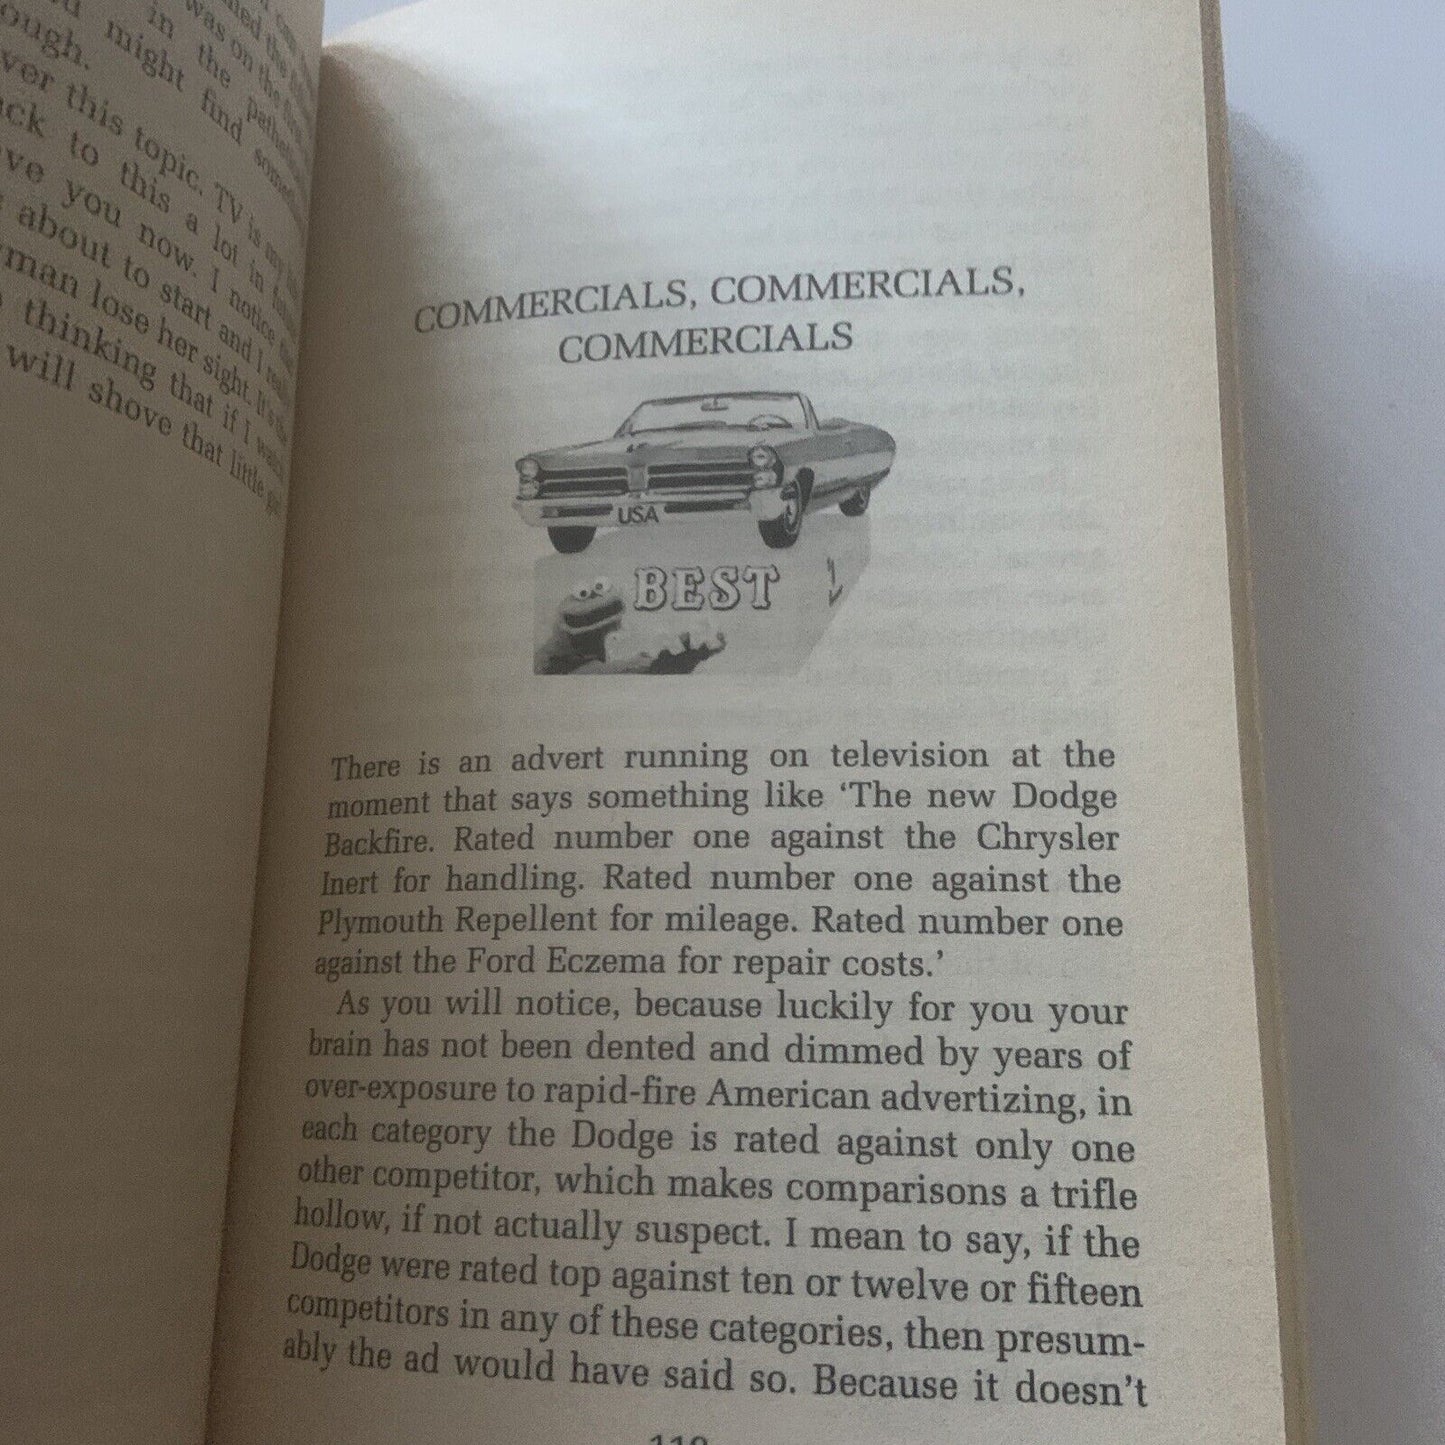 in the
might find
ough.
ver this topic. TV is my
ck to this a lot in
ve you now. I notice
about to start and I
man lose her sight. It's the
thinking that if I watch
will shove that little
COMMERCIALS, COMMERCIALS,
COMMERCIALS
USA
BEST
There is an advert running on television at the
moment that says something like ‘The new Dodge
Backfire. Rated number one against the Chrysler
Inert for handling. Rated number one against the
Plymouth Repellent for mileage. Rated number one
against the Ford Eczema for repair costs.’
As you will notice, because luckily for you your
brain has not been dented and dimmed by years of
over-exposure to rapid-fire American advertizing, in
each category the Dodge is rated against only one
other competitor, which makes comparisons a trifle
hollow, if not actually suspect. I mean to say, if the
Dodge were rated top against ten or twelve or fifteen
competitors in any of these categories, then presum-
ably the ad would have said so. Because it doesn’t